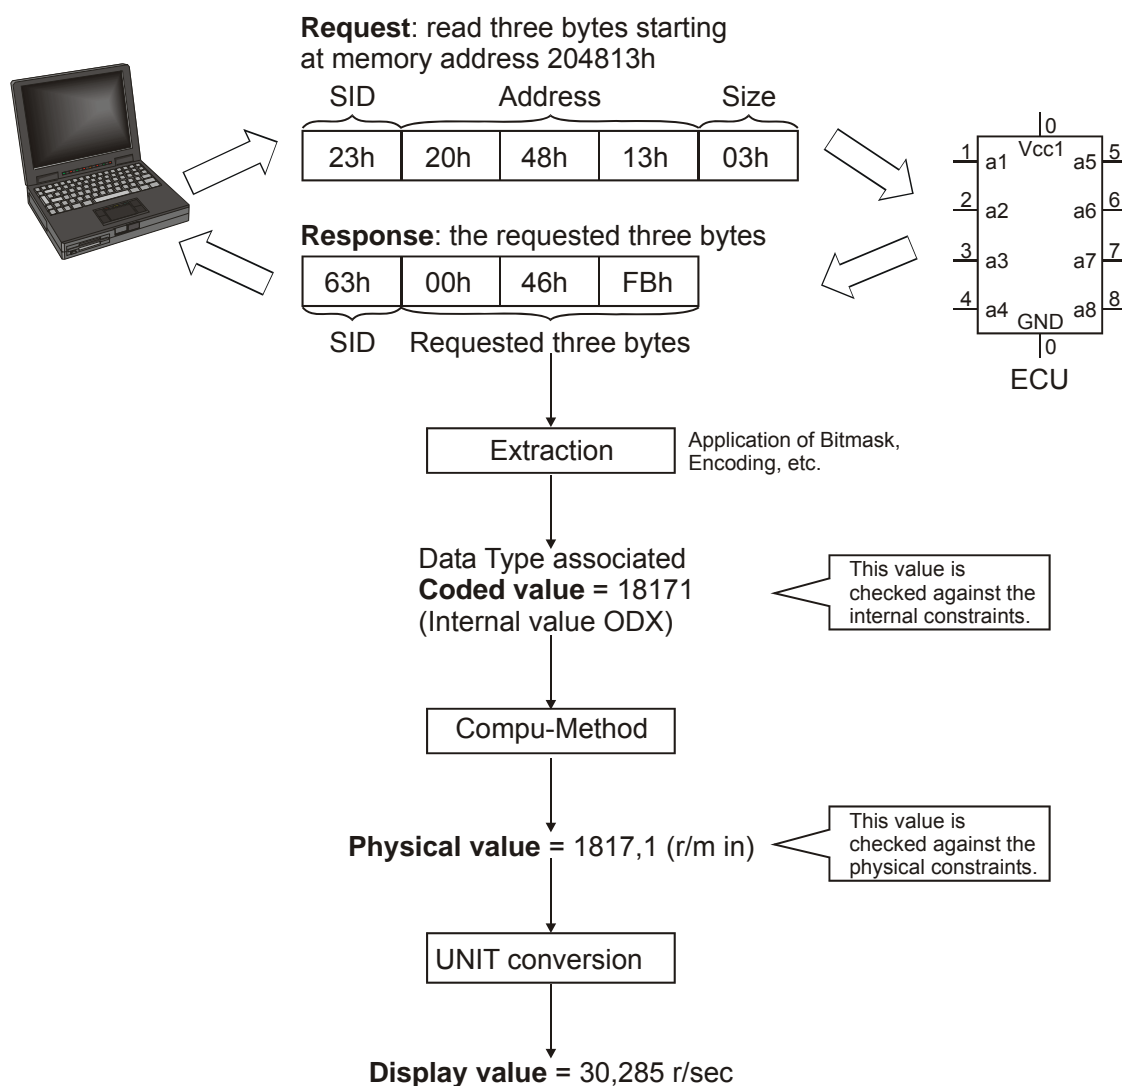 Request: read three bytes starting
at memory address 204813h
SID Address Size
23h 20h 48h 13h 03h
Response: the requested three bytes
63h 00h 46h FBh
SID Requested three bytes
0
Vcc1
1 a1 a5 5
2 a2 a6 6
3 a3 a7 7
4 a4 a8 8
GND
0
ECU
Extraction
Application of Bitmask,
Encoding, etc.
Data Type associated
Coded value = 18171
(Internal value ODX)
This value is
checked against the
internal constraints.
Compu-Method
Physical value = 1817,1 (r/m in)
This value is
checked against the
physical constraints.
UNIT conversion
Display value = 30,285 r/sec